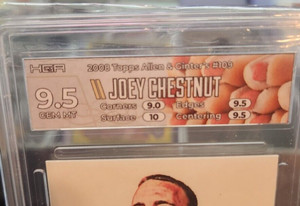 HGA 2008 Topps Allen & Ginter's #189
9.5 JOEY CHESTNUT
GEM MT Corners 9.0 Edges 9.5
Surface 10 Centering 9.5